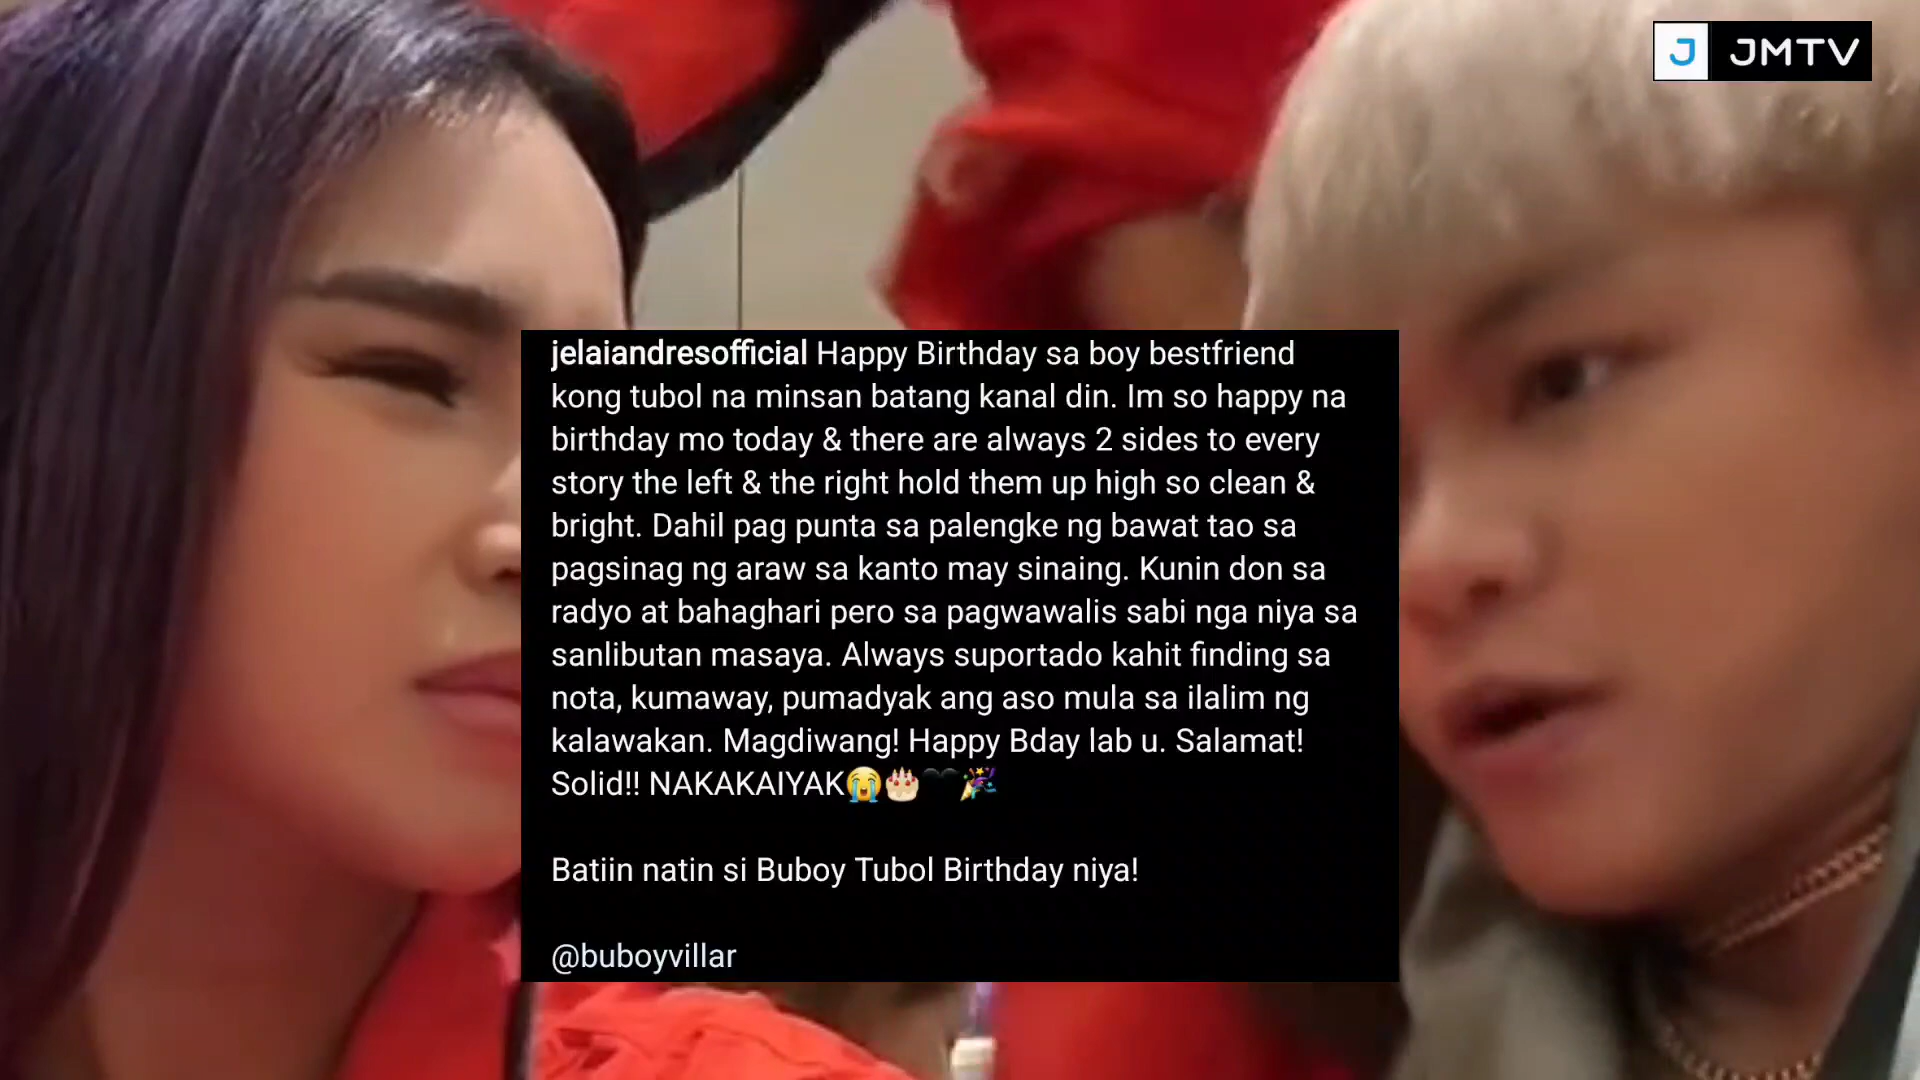 J JMTV
jelaiandresofficial Happy Birthday sa boy bestfriend
kong tubol na minsan batang kanal din. Im so happy na
birthday mo today & there are always 2 sides to every
story the left & the right hold them up high so clean &
bright. Dahil pag punta sa palengke ng bawat tao sa
pagsinag ng araw sa kanto may sinaing. Kunin don sa
radyo at bahaghari pero sa pagwawalis sabi nga niya sa
sanlibutan masaya. Always suportado kahit finding sa
nota, kumaway, pumadyak ang aso mula sa ilalim ng
kalawakan. Magdiwang! Happy Bday lab u. Salamat!
Solid!! NAKAKAIYAK😭🎂🖤🎉
Batiin natin si Buboy Tubol Birthday niya!
@buboyvillar